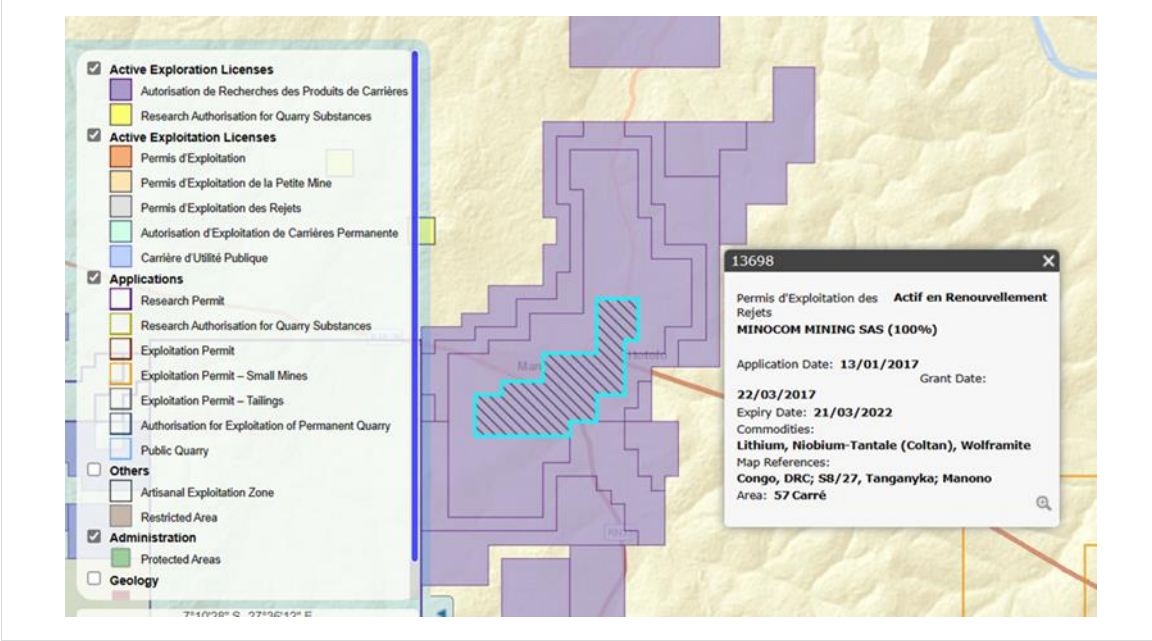 Active Exploration Licenses
Autorisation de Recherches des Produits de Carrières
Research Authorisation for Quarry Substances
Active Exploitation Licenses
Permis d'Exploitation
Permis d'Exploitation de la Petite Mine
Permis d'Exploitation des Rejets
Autorisation d'Exploitation de Carrières Permanente
Carrière d'Utilité Publique
Applications
Research Permit
Research Authorisation for Quarry Substances
Exploitation Permit
Exploitation Permit – Small Mines
Exploitation Permit – Tailings
Authorisation for Exploitation of Permanent Quarry
Public Quarry
Others
Artisanal Exploitation Zone
Restricted Area
Administration
Protected Areas
Geology
7°10'28" S, 27°26'12" E
Man
13698
Permis d'Exploitation des Actif en Renouvellement
Rejets
MINOCOM MINING SAS (100%)
Application Date: 13/01/2017
Grant Date:
22/03/2017
Expiry Date: 21/03/2022
Commodities:
Lithium, Niobium-Tantale (Coltan), Wolframite
Map References:
Congo, DRC; S8/27, Tanganyka; Manono
Area: 57 Carré